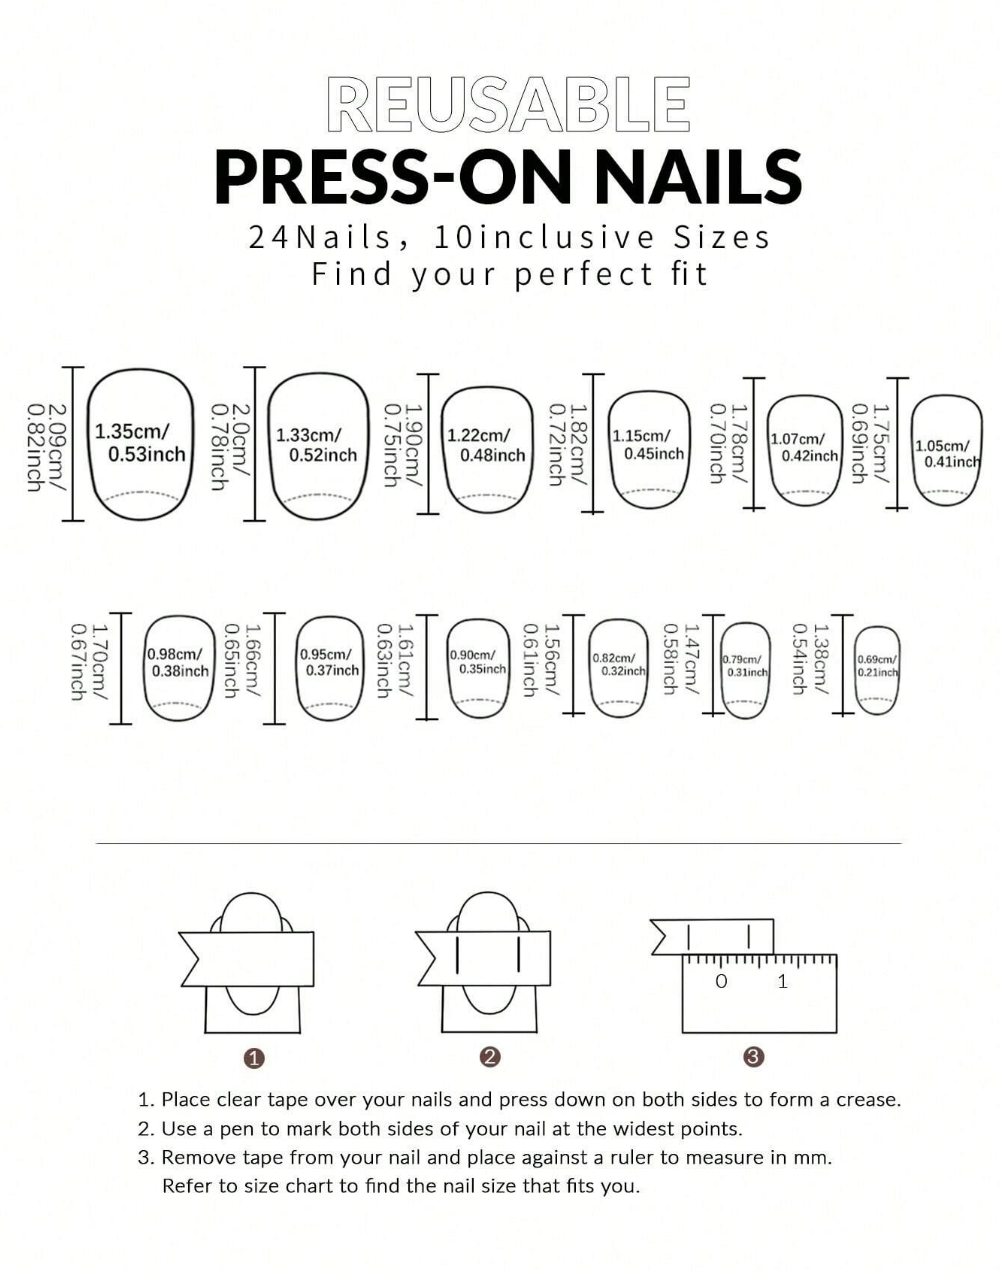 REUSABLE
PRESS-ON NAILS
24Nails, 10inclusive Sizes
Find your perfect fit
2.09cm/
0.82inch
1.35cm/
0.53inch
2.0cm/
0.78inch
1.33cm/
0.52inch
1.90cm/
0.75inch
1.22cm/
0.48inch
1.82cm/
0.72inch
1.15cm/
0.45inch
1.78cm/
0.70inch
1.07cm/
0.42inch
1.75cm/
0.69inch
1.05cm/
0.41inch
1.70cm/
0.67inch
0.98cm/
0.38inch
1.66cm/
0.65inch
0.95cm/
0.37inch
1.61cm/
0.63inch
0.90cm/
0.35inch
1.56cm/
0.61inch
0.82cm/
0.32inch
1.47cm/
0.58inch
0.79cm/
0.31inch
1.38cm/
0.54inch
0.69cm/
0.21inch
0 1
1 2 3
1. Place clear tape over your nails and press down on both sides to form a crease.
2. Use a pen to mark both sides of your nail at the widest points.
3. Remove tape from your nail and place against a ruler to measure in mm.
Refer to size chart to find the nail size that fits you.